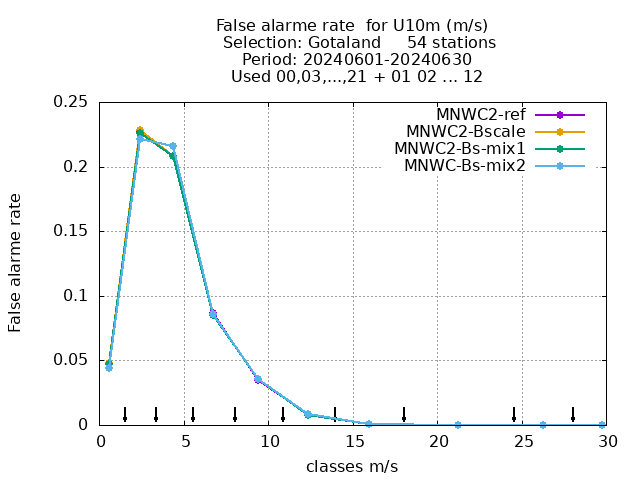 False alarme rate  for U10m (m/s)
Selection: Gotaland     54 stations
Period: 20240601-20240630
Used 00,03,...,21 + 01 02 ... 12
MNWC2-ref
MNWC2-Bscale
MNWC2-Bs-mix1
MNWC-Bs-mix2
False alarme rate
0.25
0.2
0.15
0.1
0.05
0
0 5 10 15 20 25 30
classes m/s